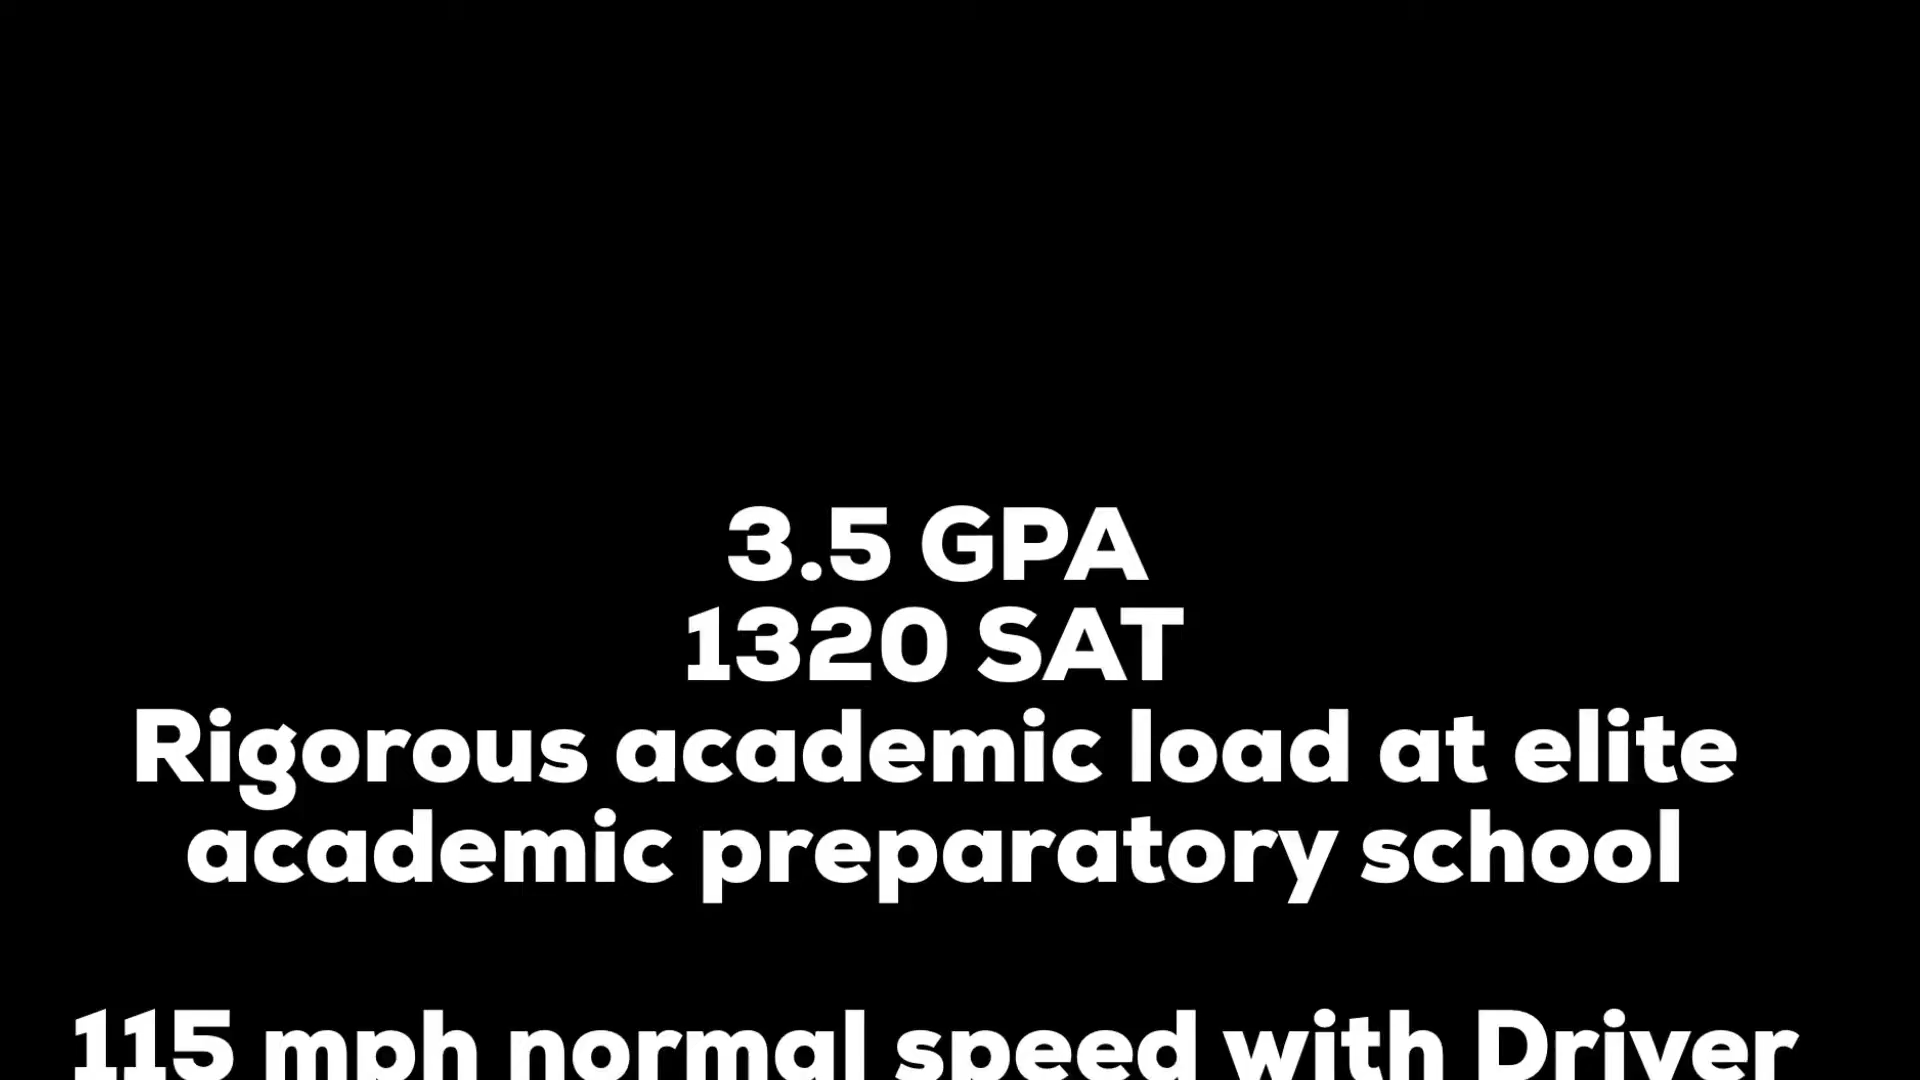 3.5 GPA
1320 SAT
Rigorous academic load at elite
academic preparatory school
115 mph normal speed with Driver